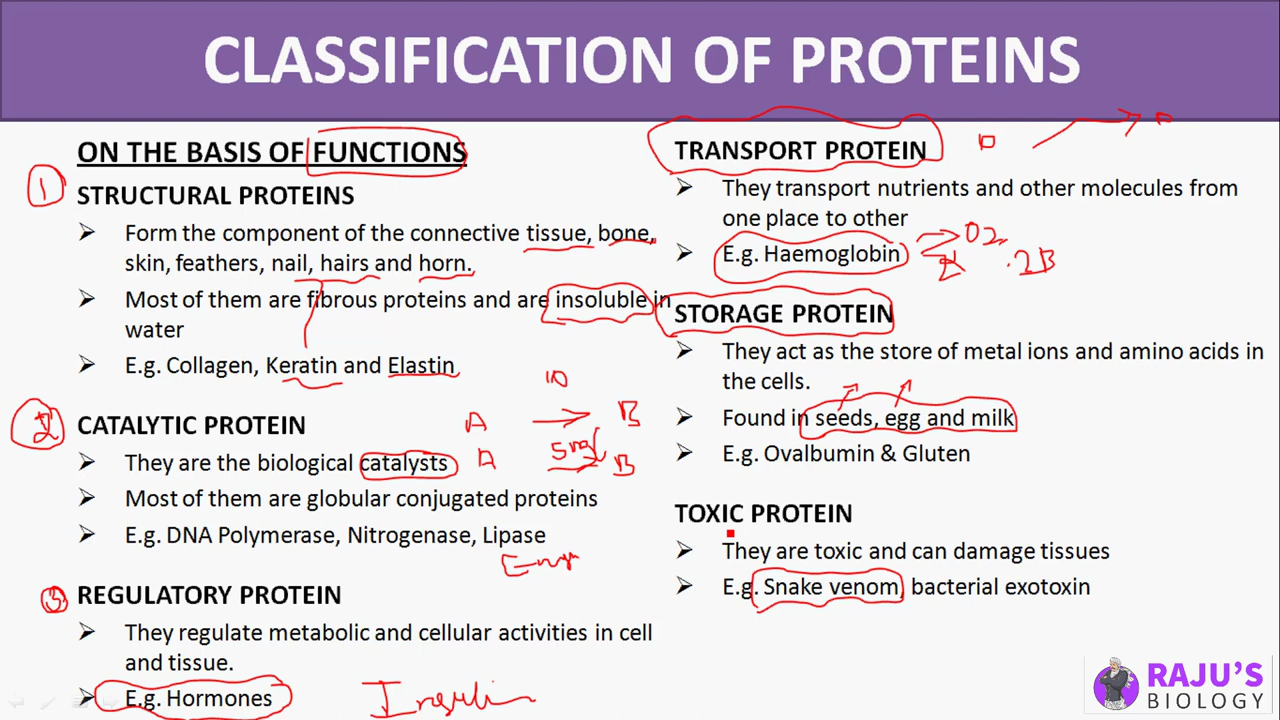 CLASSIFICATION OF PROTEINS
ON THE BASIS OF FUNCTIONS
1
STRUCTURAL PROTEINS
Form the component of the connective tissue, bone,
skin, feathers, nail, hairs and horn.
Most of them are fibrous proteins and are insoluble in
water
E.g. Collagen, Keratin and Elastin
10
2
CATALYTIC PROTEIN
A → B
They are the biological catalysts
A → B
Most of them are globular conjugated proteins
E.g. DNA Polymerase, Nitrogenase, Lipase
3
REGULATORY PROTEIN
They regulate metabolic and cellular activities in cell
and tissue.
E.g. Hormones
Insulin
TRANSPORT PROTEIN
They transport nutrients and other molecules from
one place to other
E.g. Haemoglobin
O2
STORAGE PROTEIN
They act as the store of metal ions and amino acids in
the cells.
Found in seeds, egg and milk
E.g. Ovalbumin & Gluten
TOXIC PROTEIN
They are toxic and can damage tissues
E.g. Snake venom, bacterial exotoxin
RAJU'S
BIOLOGY